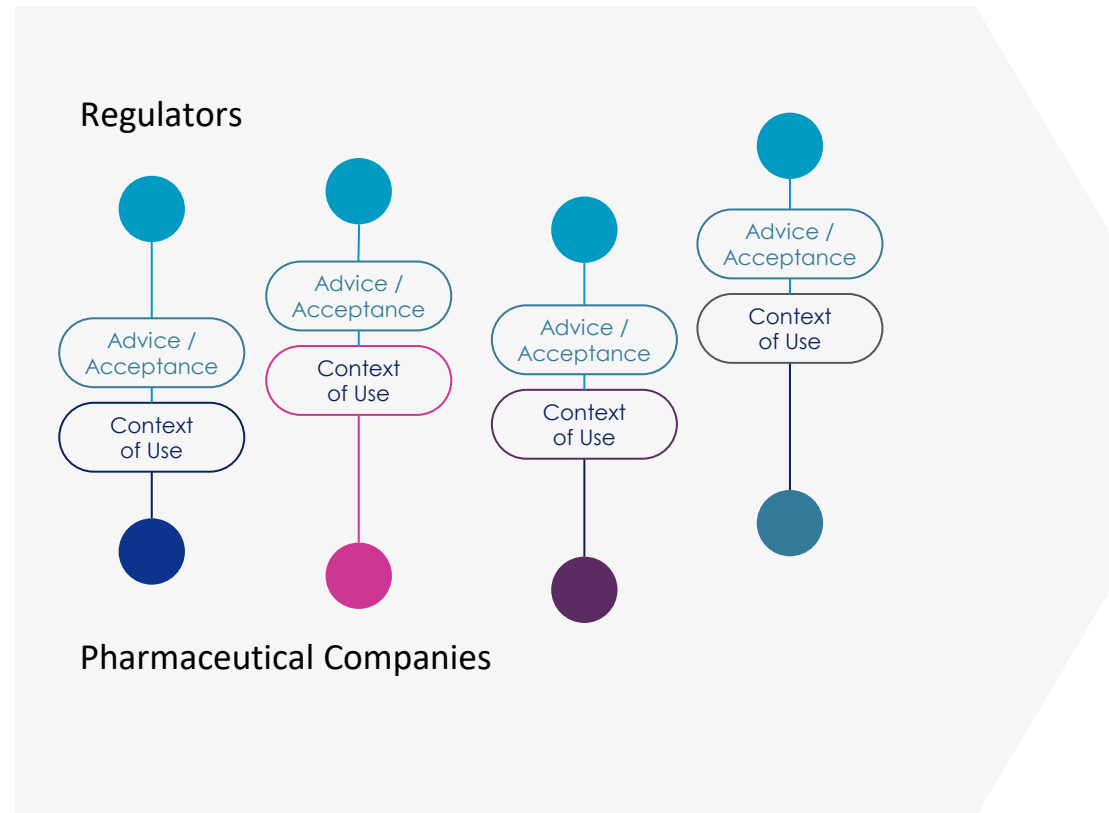 Regulators
Advice /
Acceptance
Context
of Use
Advice /
Acceptance
Context
of Use
Advice /
Acceptance
Context
of Use
Advice /
Acceptance
Context
of Use
Pharmaceutical Companies